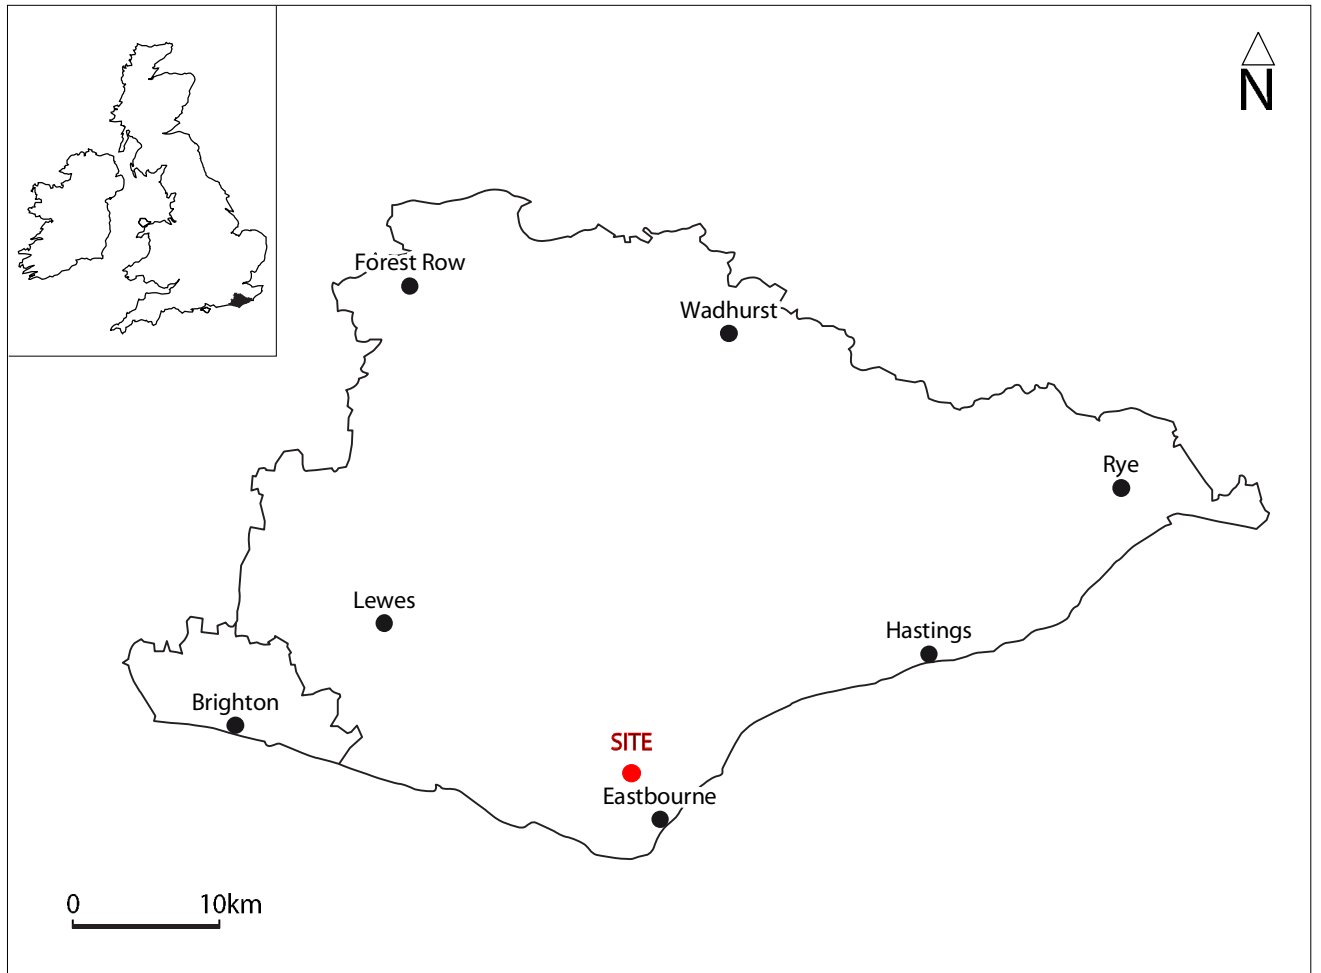 N
Forest Row
Wadhurst
Rye
Lewes
Hastings
Brighton
SITE
Eastbourne
0 10km